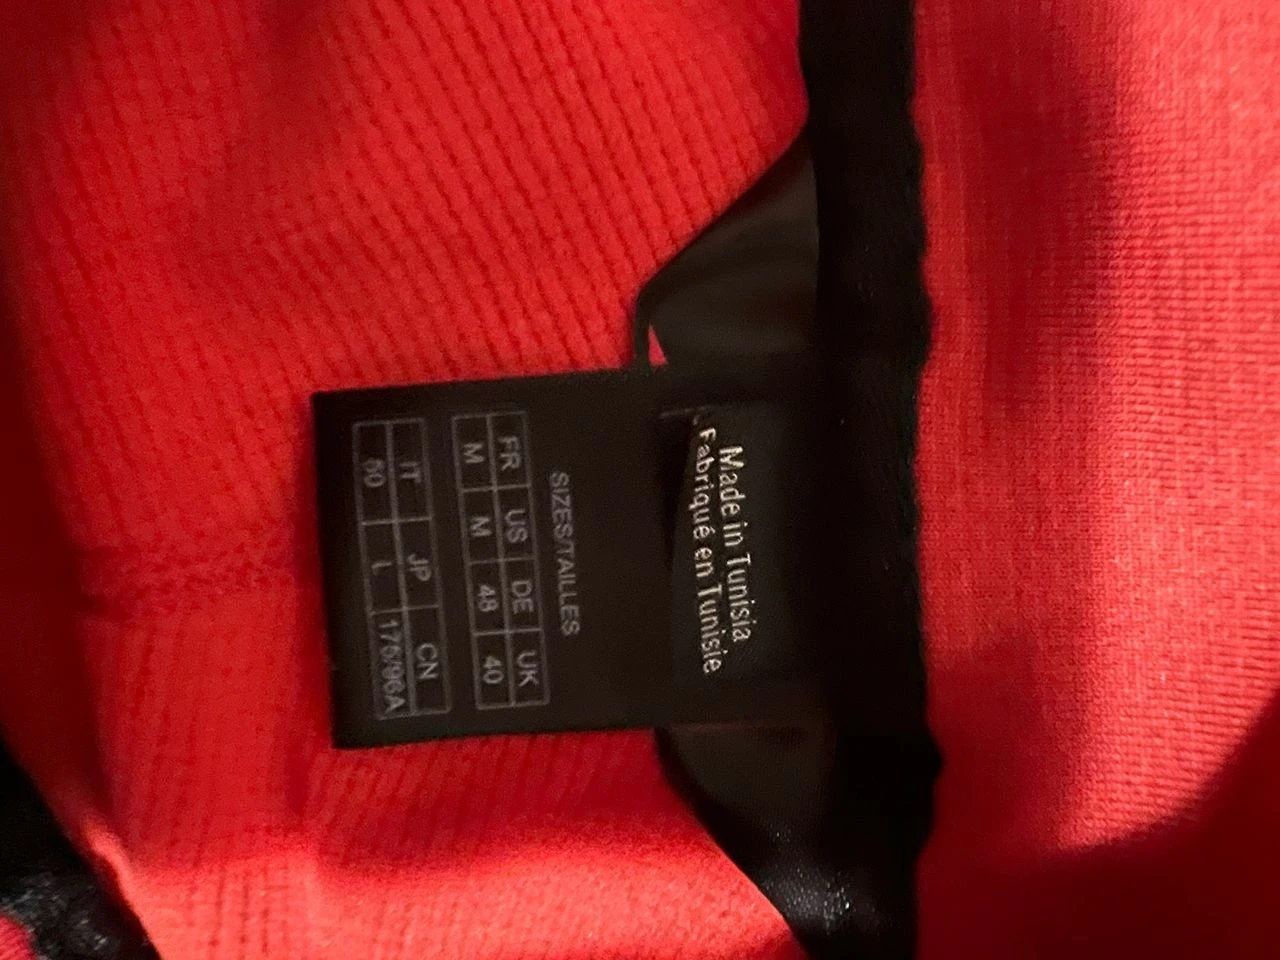 Made in Tunisia
Fabriqué en Tunisie
SIZES/TAILLES
FR US DE UK
M M 48 40
IT JP CN
50 L 175/96A